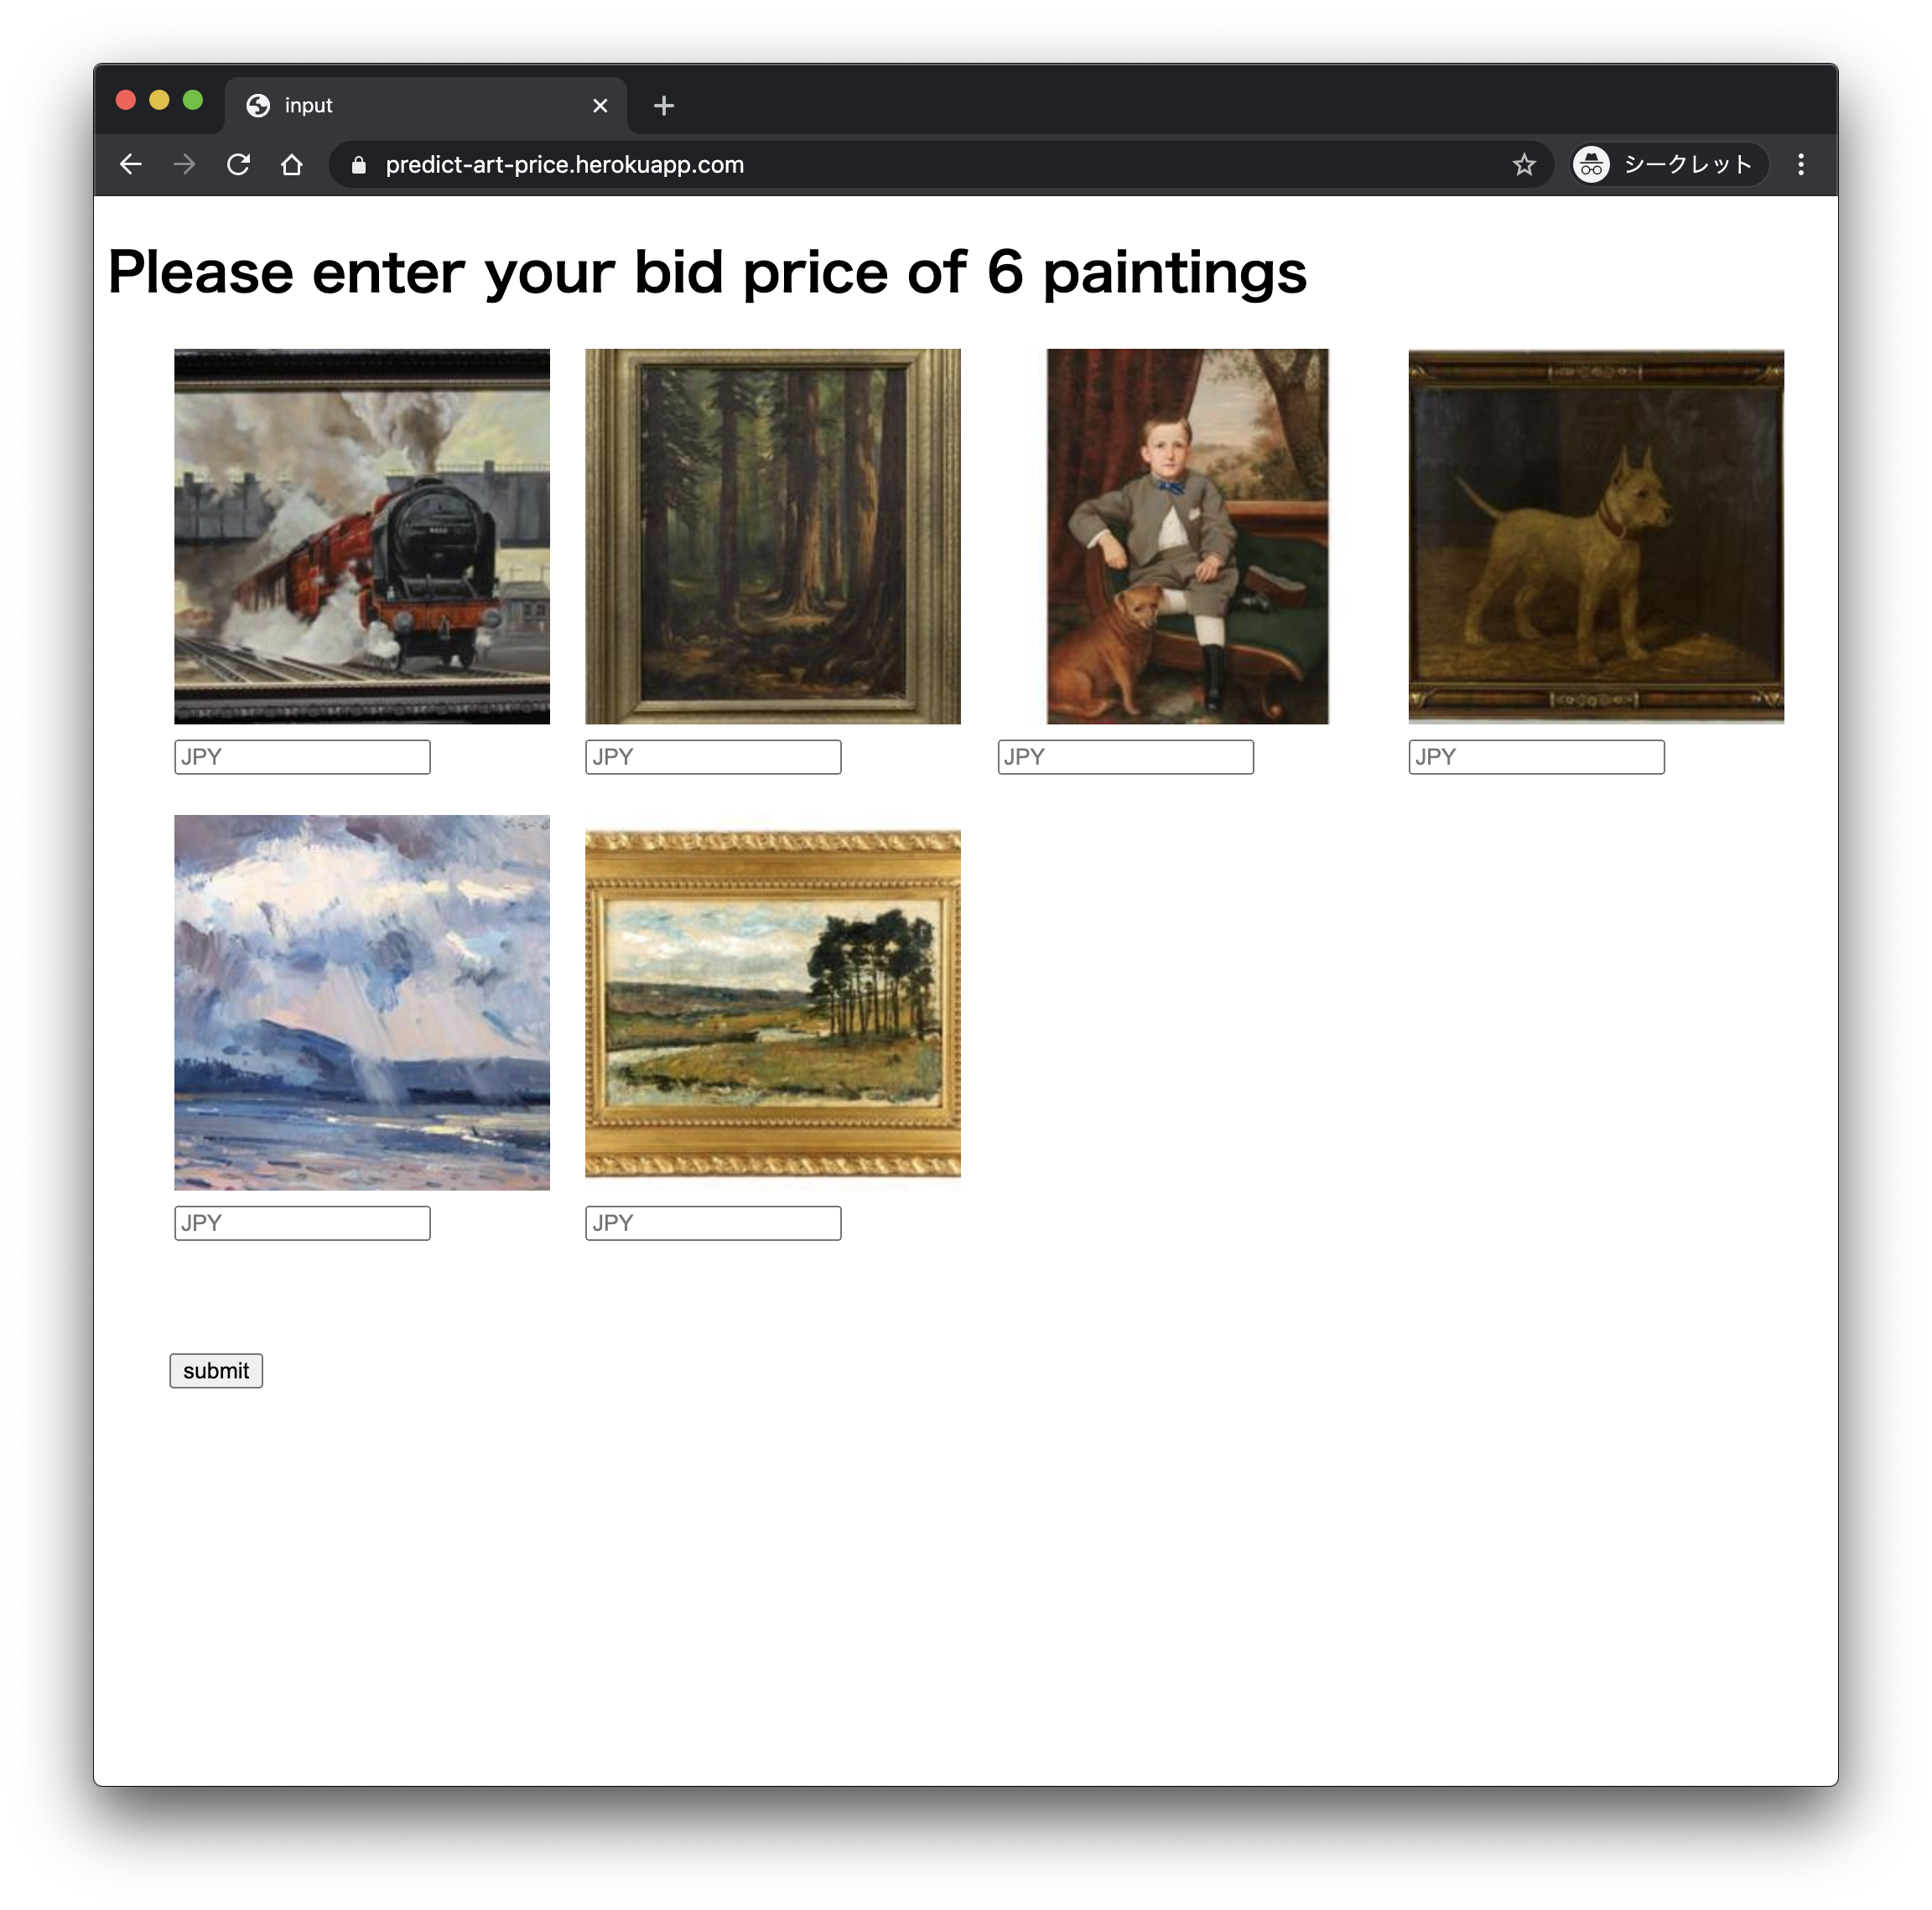 input
predict-art-price.herokuapp.com
シークレット
Please enter your bid price of 6 paintings
JPY
JPY
JPY
JPY
JPY
JPY
submit